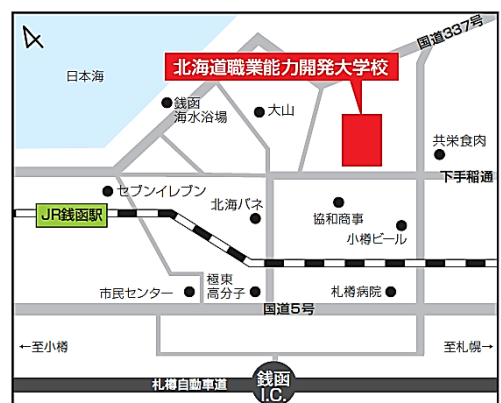 国道337号
日本海
北海道職業能力開発大学校
銭函
海水浴場
大山
共栄食肉
下手稲通
セブンイレブン
北海バネ
協和商事
小樽ビール
JR銭函駅
市民センター
極東
高分子
札樽病院
国道5号
←至小樽
至札幌→
札樽自動車道
銭函
I.C.